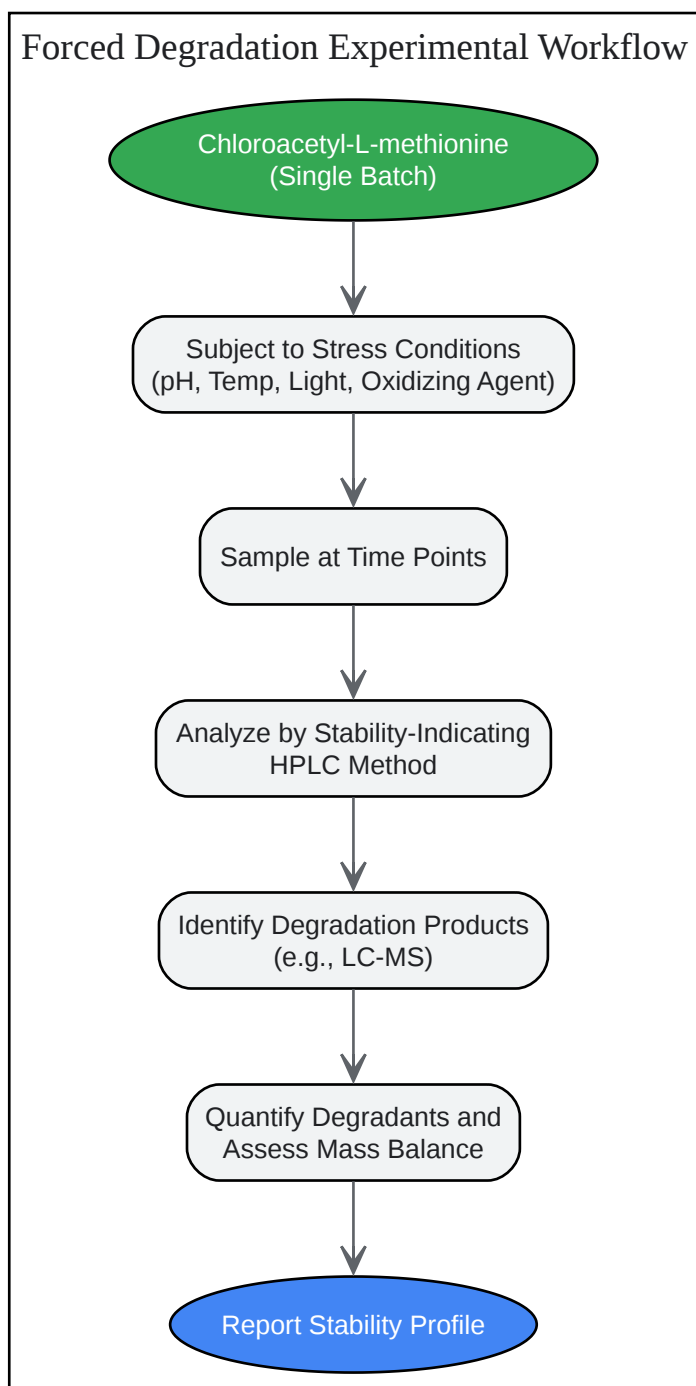 Forced Degradation Experimental Workflow
Chloroacetyl-L-methionine
(Single Batch)
Subject to Stress Conditions
(pH, Temp, Light, Oxidizing Agent)
Sample at Time Points
Analyze by Stability-Indicating
HPLC Method
Identify Degradation Products
(e.g., LC-MS)
Quantify Degradants and
Assess Mass Balance
Report Stability Profile